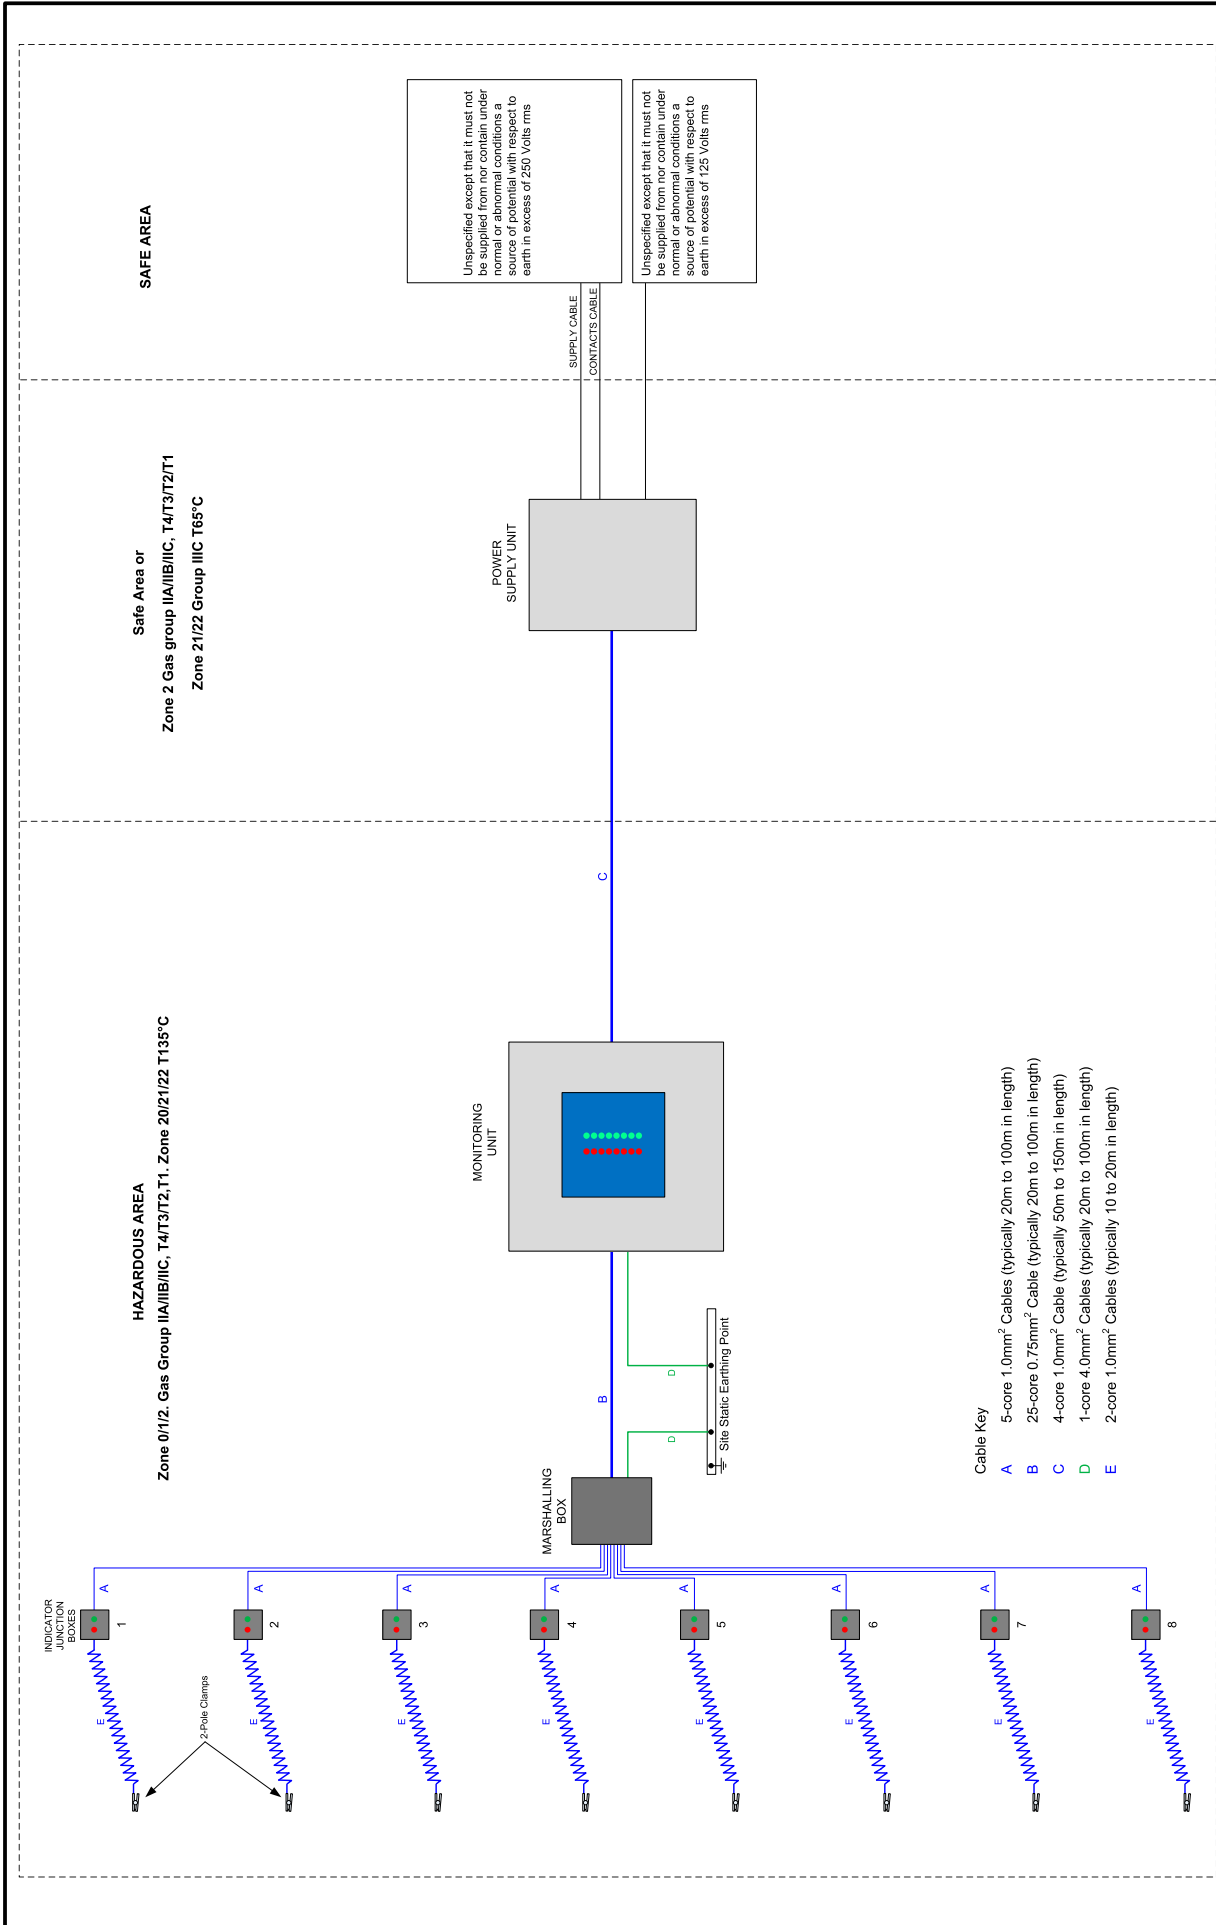 HAZARDOUS AREA
Zone 0/1/2. Gas Group IIA/IIB/IIC, T4/T3/T2,T1. Zone 20/21/22 T135°C
Safe Area or
Zone 2 Gas group IIA/IIB/IIC, T4/T3/T2/T1
Zone 21/22 Group IIIC T65°C
SAFE AREA
INDICATOR
JUNCTION
BOXES
1
2
3
4
5
6
7
8
A
A
A
A
A
A
A
A
E
E
E
E
E
E
E
E
2-Pole Clamps
MARSHALLING
BOX
B
D
D
Site Static Earthing Point
MONITORING
UNIT
C
POWER
SUPPLY UNIT
SUPPLY CABLE
CONTACTS CABLE
Unspecified except that it must not
be supplied from nor contain under
normal or abnormal conditions a
source of potential with respect to
earth in excess of 250 Volts rms
Unspecified except that it must not
be supplied from nor contain under
normal or abnormal conditions a
source of potential with respect to
earth in excess of 125 Volts rms
Cable Key
A 5-core 1.0mm² Cables (typically 20m to 100m in length)
B 25-core 0.75mm² Cable (typically 20m to 100m in length)
C 4-core 1.0mm² Cable (typically 50m to 150m in length)
D 1-core 4.0mm² Cables (typically 20m to 100m in length)
E 2-core 1.0mm² Cables (typically 10 to 20m in length)